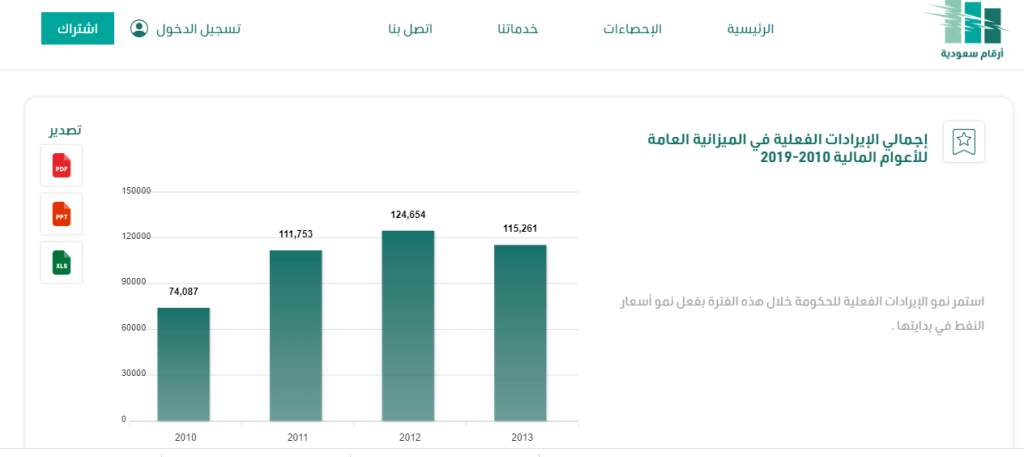 أرقام سعودية
الرئيسية
الإحصاءات
خدماتنا
اتصل بنا
تسجيل الدخول
اشتراك
إجمالي الإيرادات الفعلية في الميزانية العامة
للأعوام المالية 2010-2019
استمر نمو الإيرادات الفعلية للحكومة خلال هذه الفترة بفعل نمو أسعار
النفط في بدايتها .
تصدير
PDF
PPT
XLS
150000
120000
90000
60000
30000
0
74,087
111,753
124,654
115,261
2010
2011
2012
2013